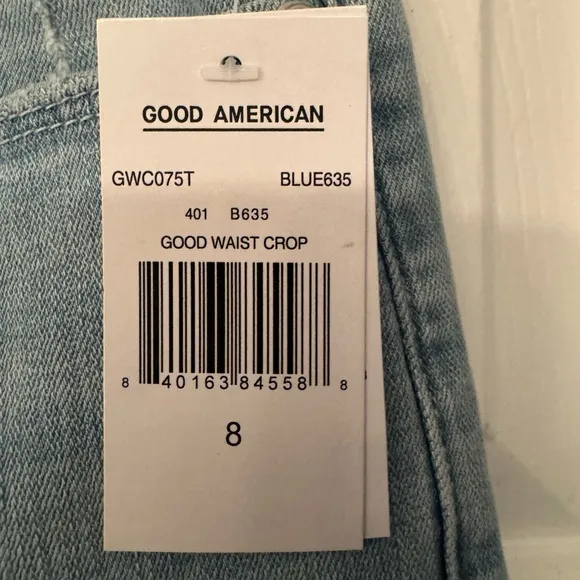 GOOD AMERICAN
GWC075T BLUE635
401 B635
GOOD WAIST CROP
8 40163 84558 8
8